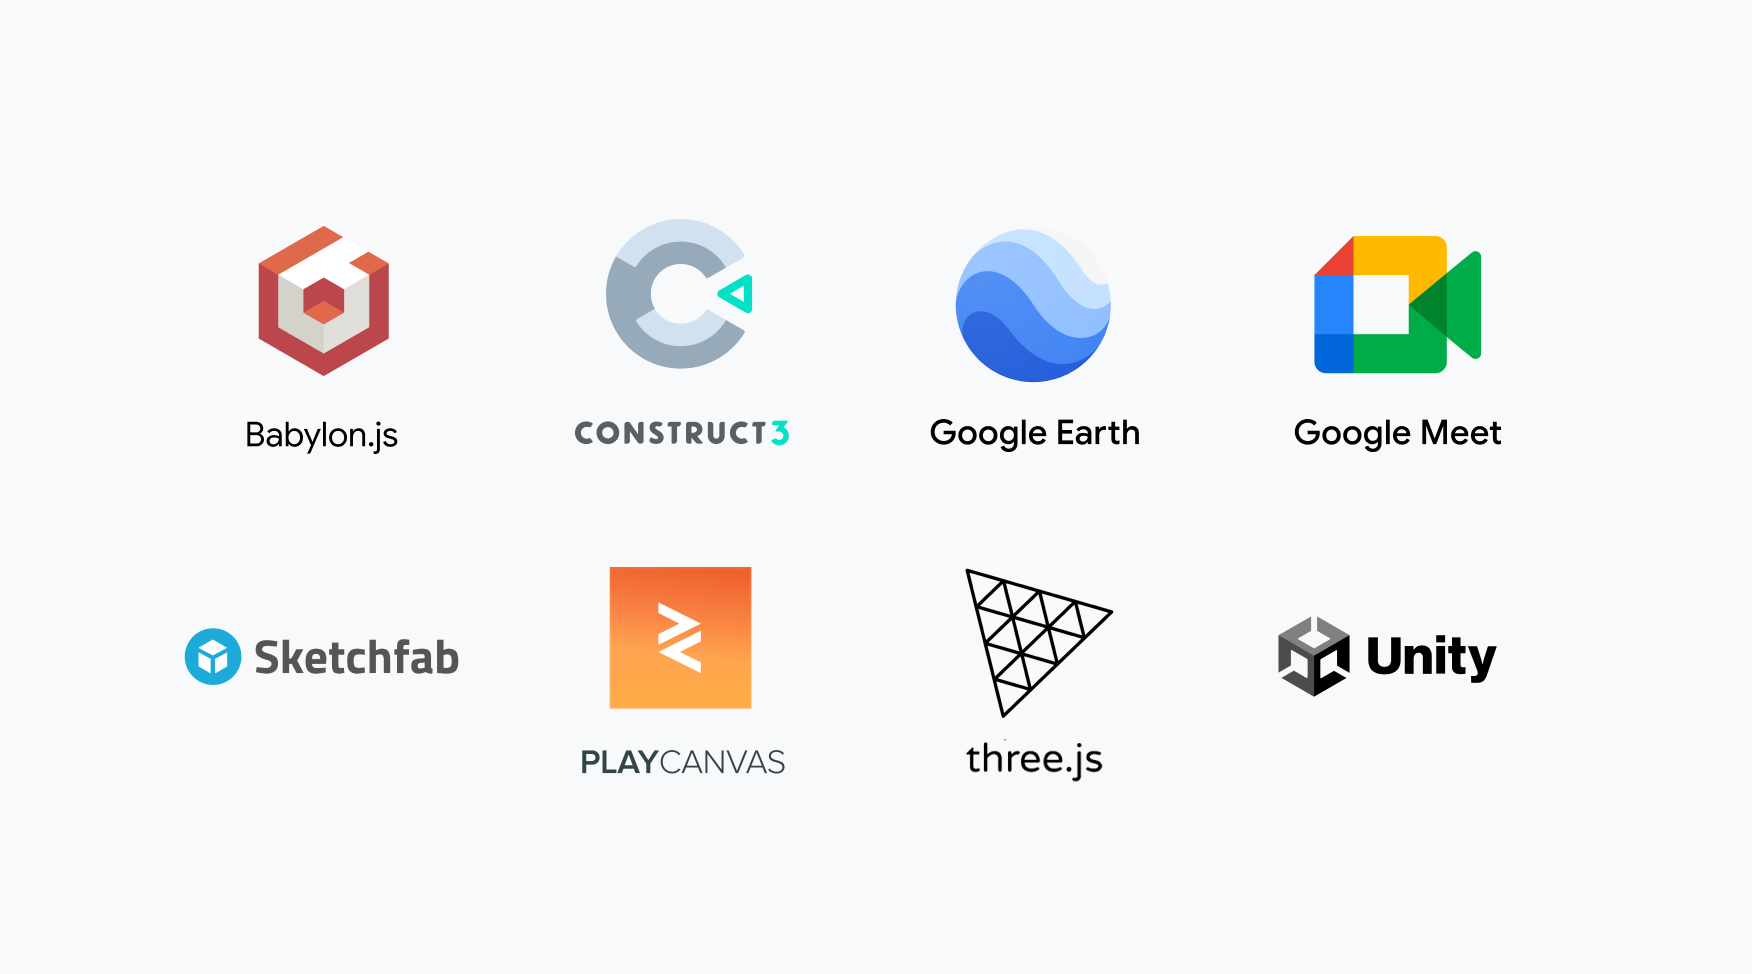 Babylon.js
CONSTRUCT3
Google Earth
Google Meet
Sketchfab
PLAYCANVAS
three.js
Unity